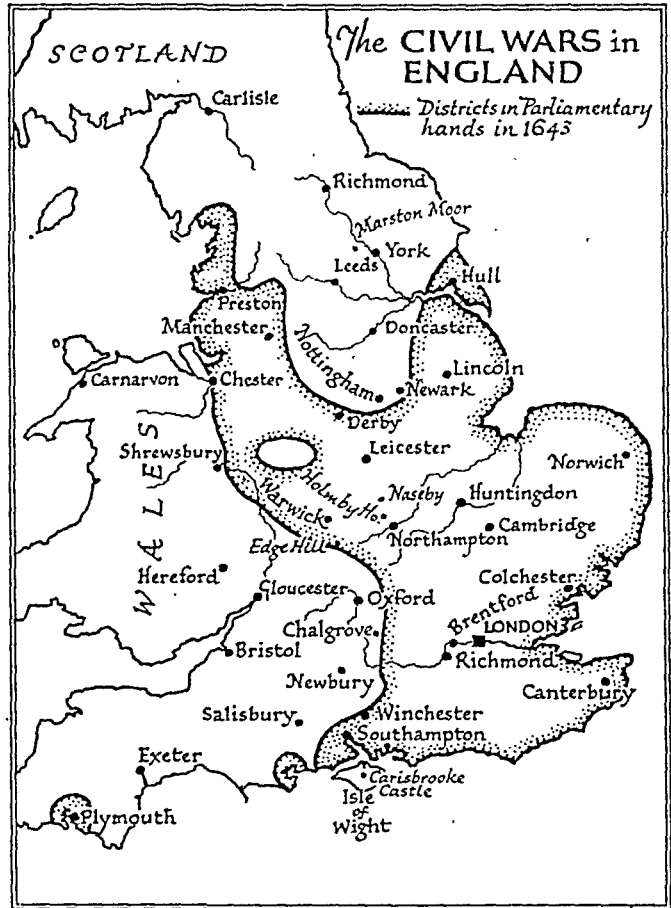 The CIVIL WARS in
ENGLAND
Districts in Parliamentary
hands in 1643
SCOTLAND
Carlisle
Richmond
Marston Moor
York
Leeds
Hull
Preston
Manchester
Doncaster
Nottingham
Lincoln
Carnarvon
Chester
Newark
Derby
Shrewsbury
Leicester
Norwich
WALES
Holmby Ho.
Naseby
Huntingdon
Warwick
Northampton
Cambridge
Edge Hill
Hereford
Colchester
Gloucester
Oxford
Brentford
LONDON
Chalgrove
Bristol
Richmond
Newbury
Canterbury
Salisbury
Winchester
Southampton
Exeter
Carisbrooke
Castle
Isle
of
Wight
Plymouth